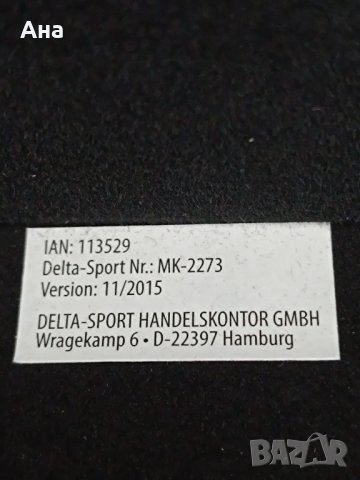 Ана
IAN: 113529
Delta-Sport Nr.: MK-2273
Version: 11/2015
DELTA-SPORT HANDELSKONTOR GMBH
Wragekamp 6 • D-22397 Hamburg
BAZAR